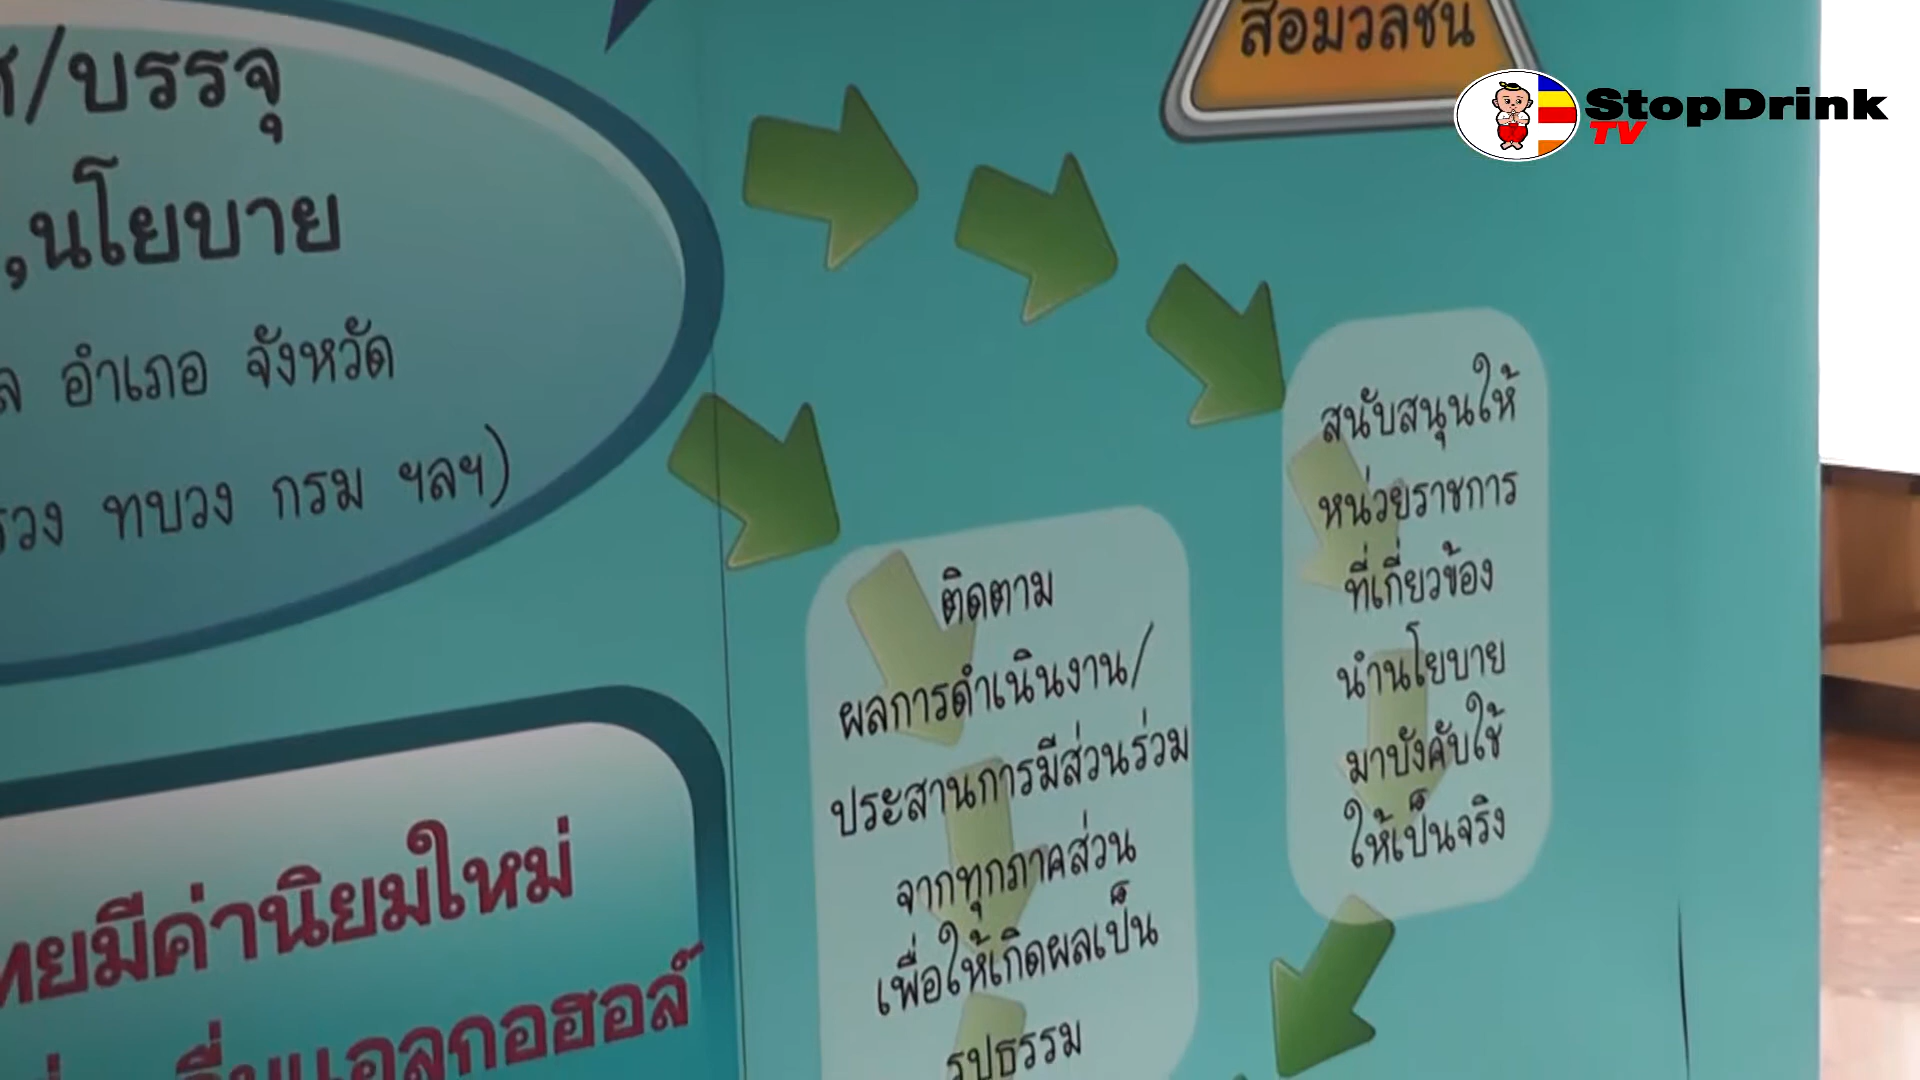 สื่อมวลชน
StopDrink
TV
/บรรจุ
,นโยบาย
อำเภอ จังหวัด
ทบวง กรม ฯลฯ)
สนับสนุนให้
หน่วยราชการ
ที่เกี่ยวข้อง
นำนโยบาย
มาบังคับใช้
ให้เป็นจริง
ติดตาม
ผลการดำเนินงาน/
ประสานการมีส่วนร่วม
จากทุกภาคส่วน
เพื่อให้เกิดผลเป็น
รูปธรรม
มีค่านิยมใหม่
แอลกอฮอล์